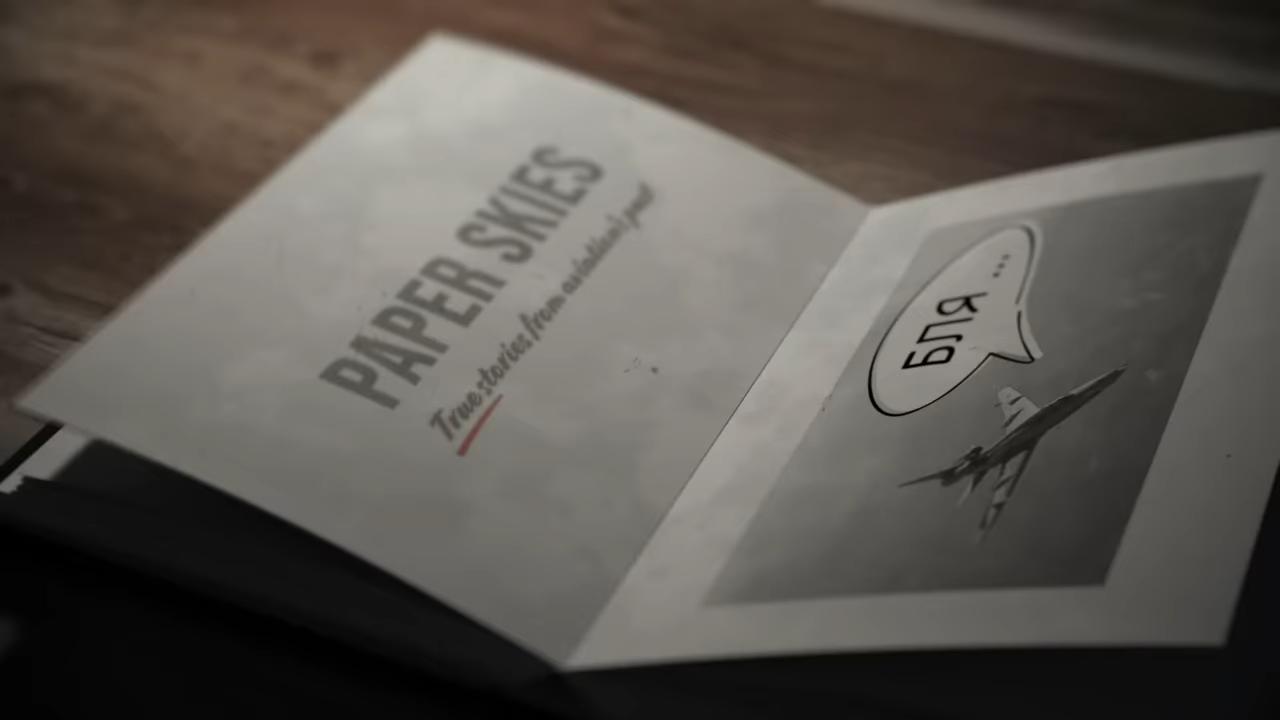 PAPER SKIES
True stories from aviation's past
БЛЯ
...